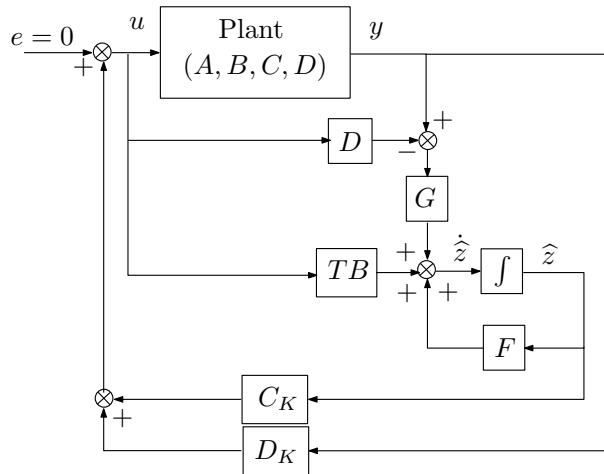 u
Plant
y
e = 0
(A, B, C, D)
+
+
D
−
G
+
TB
+
+
ẑ̇
∫
ẑ
F
C_K
+
D_K